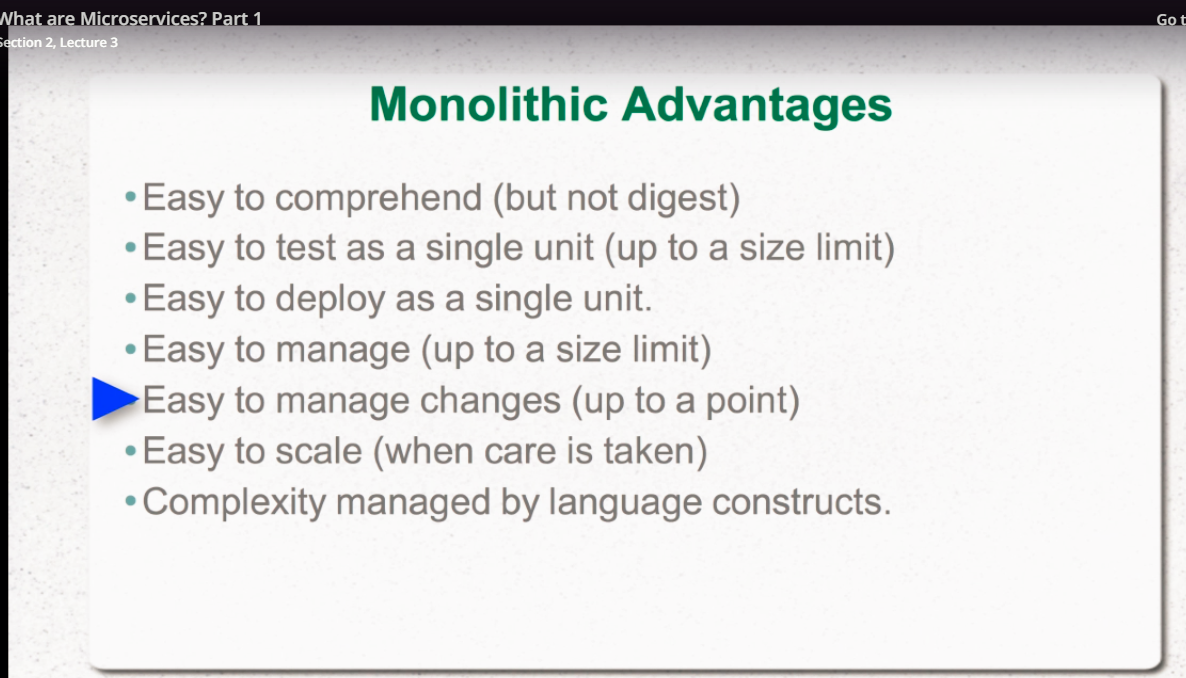 What are Microservices? Part 1
Go t
Section 2, Lecture 3
Monolithic Advantages
•Easy to comprehend (but not digest)
•Easy to test as a single unit (up to a size limit)
•Easy to deploy as a single unit.
•Easy to manage (up to a size limit)
Easy to manage changes (up to a point)
•Easy to scale (when care is taken)
•Complexity managed by language constructs.